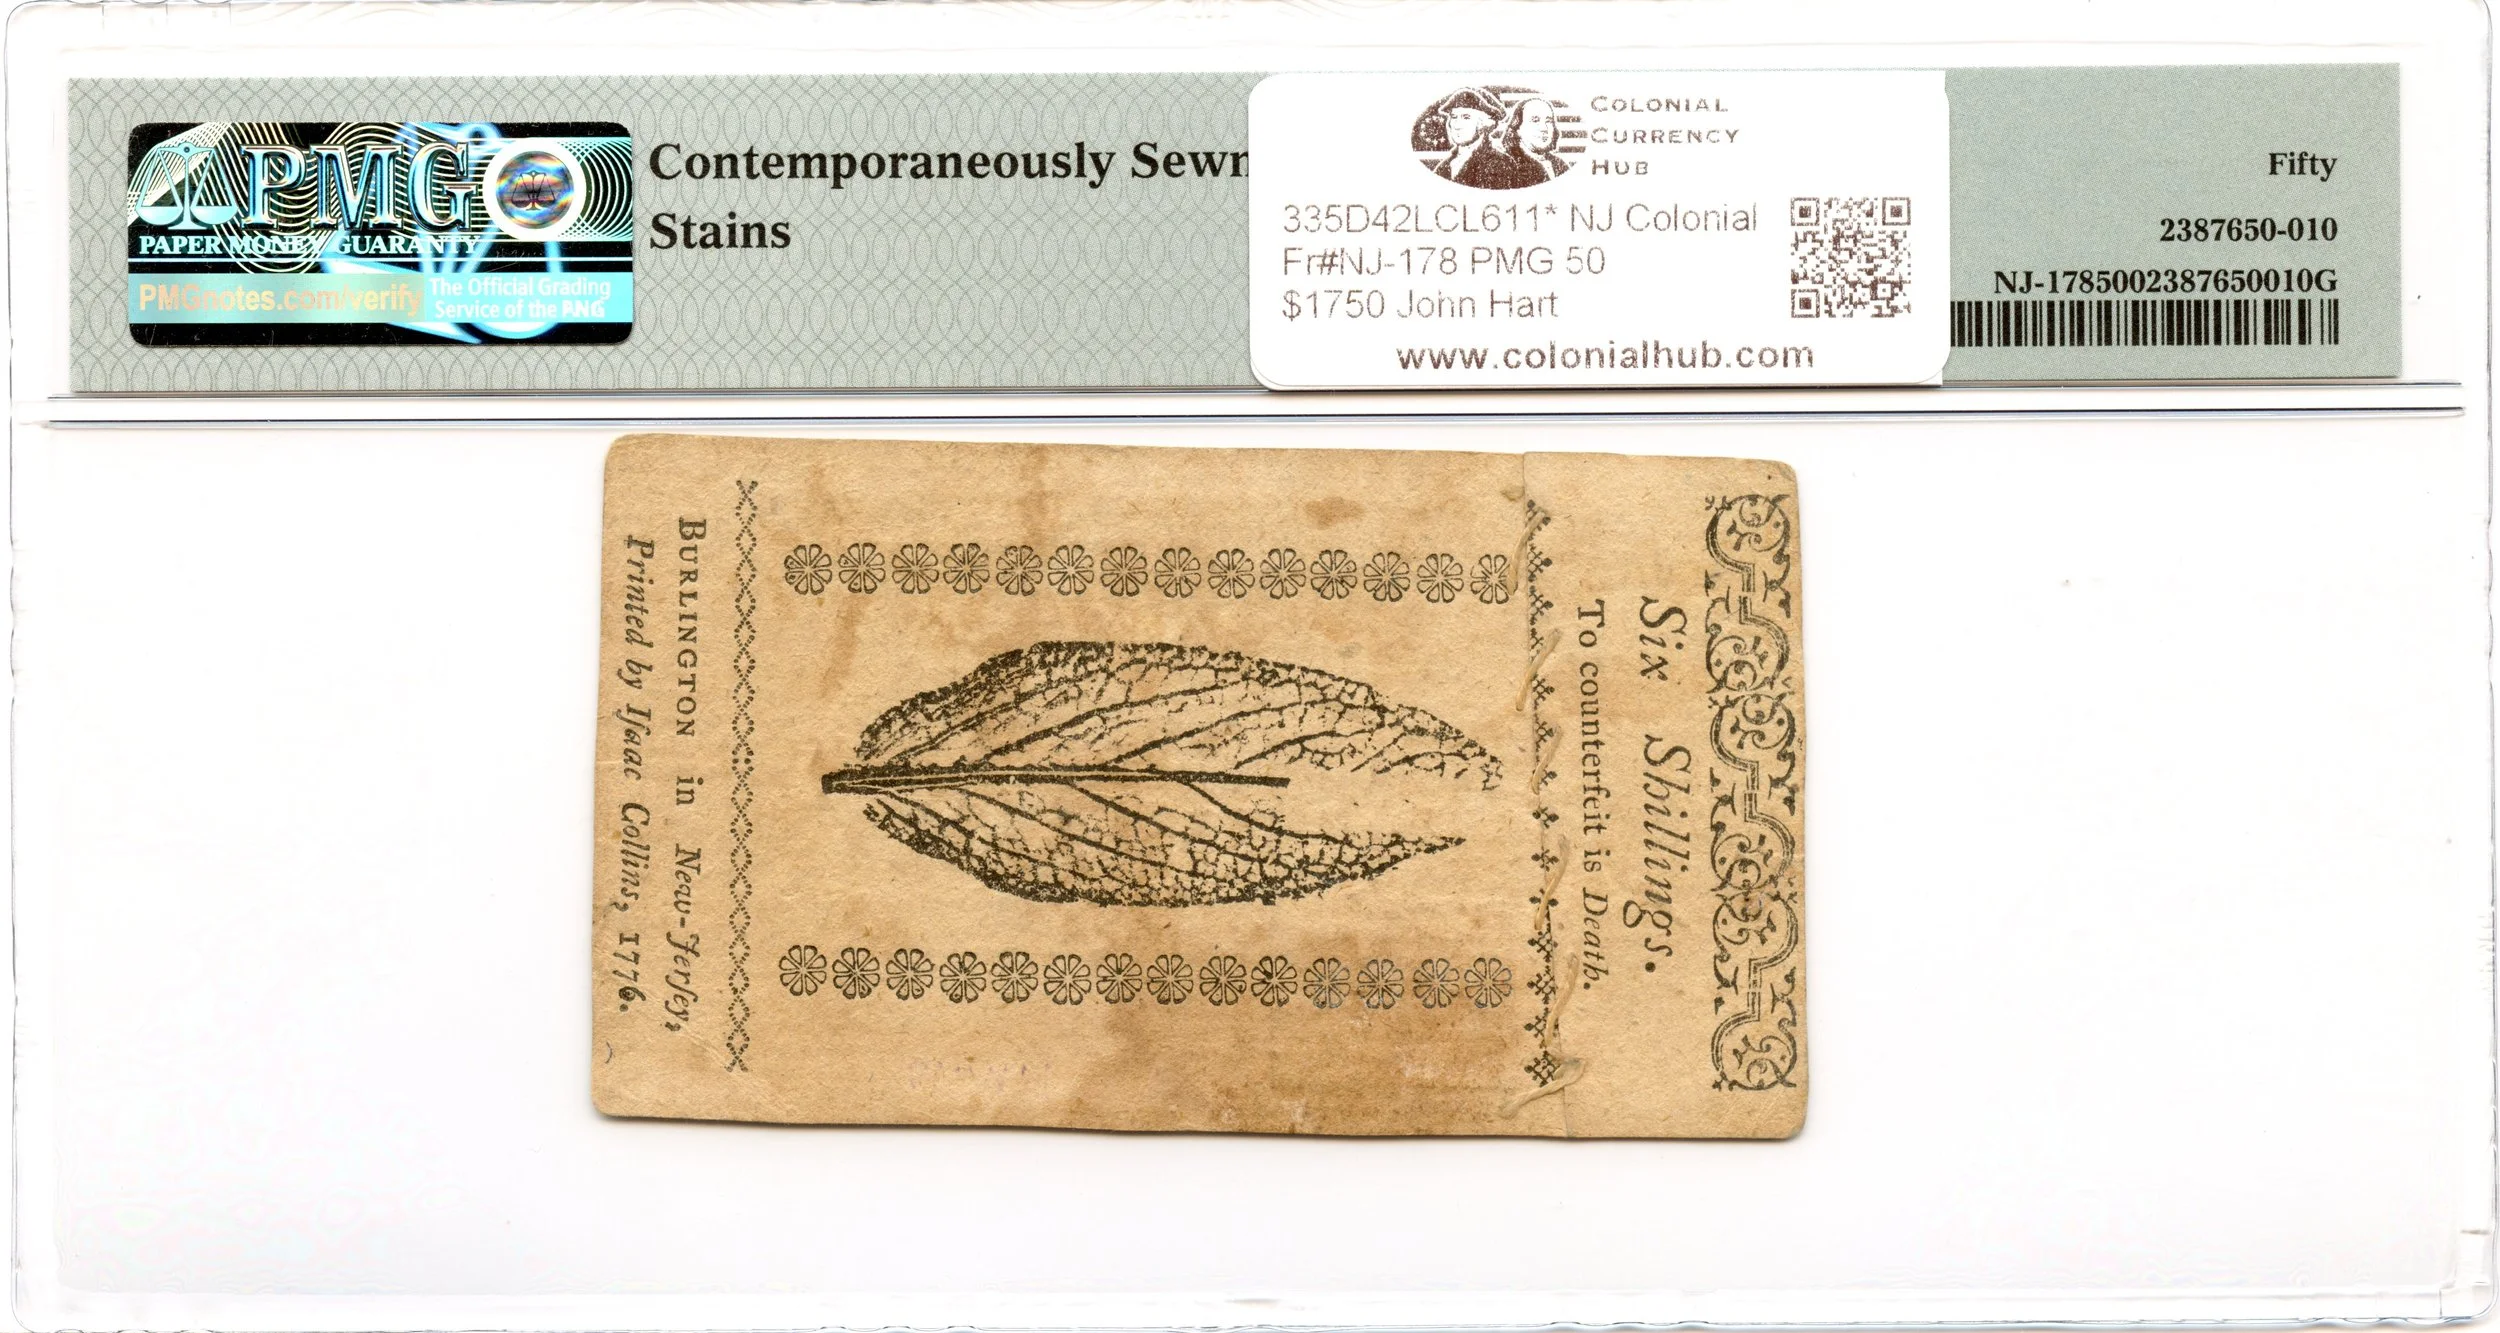 PMG
PAPER MONEY GUARANTY
PMGnotes.com/verify
The Official Grading
Service of the PNG
Contemporaneously Sewn
Stains
COLONIAL
CURRENCY
HUB
335D42LCL611* NJ Colonial
Fr#NJ-178 PMG 50
$1750 John Hart
www.colonialhub.com
Fifty
2387650-010
NJ-1785002387650010G
Six Shillings.
To counterfeit is Death.
BURLINGTON in New-Jerſey,
Printed by Iſaac Collins, 1776.